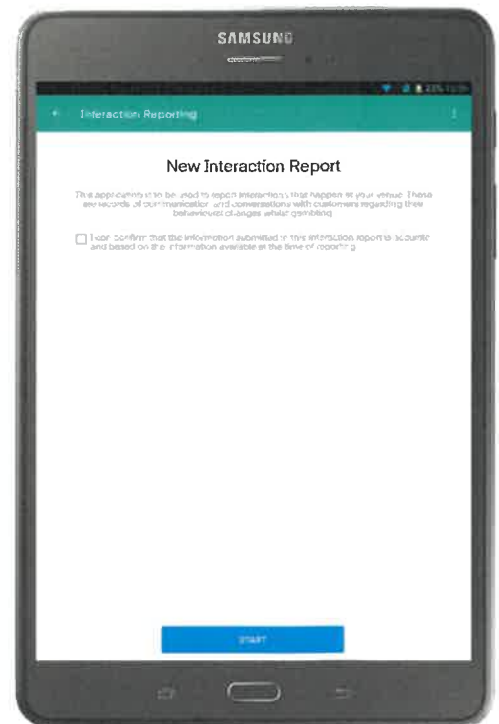 SAMSUNG
23%
Interaction Reporting
New Interaction Report
This application is to be used to report interactions that happen at your venue. These
are records of communication and conversations with customers regarding their
behavioural changes whilst gambling
I can confirm that the information submitted in this interaction report is accurate
and based on the information available at the time of reporting
START